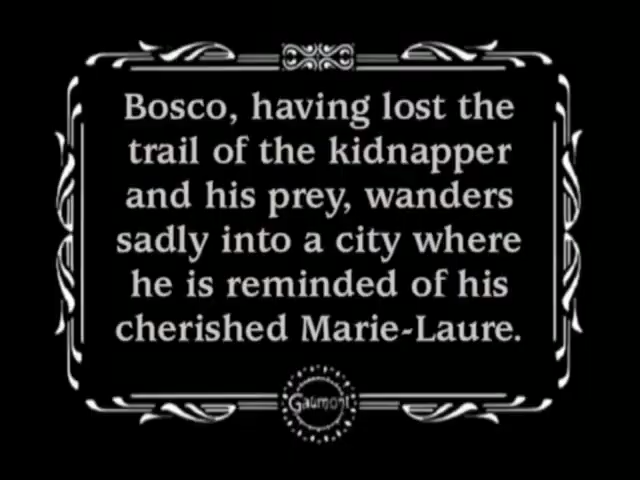 Bosco, having lost the
trail of the kidnapper
and his prey, wanders
sadly into a city where
he is reminded of his
cherished Marie-Laure.
Gaumont